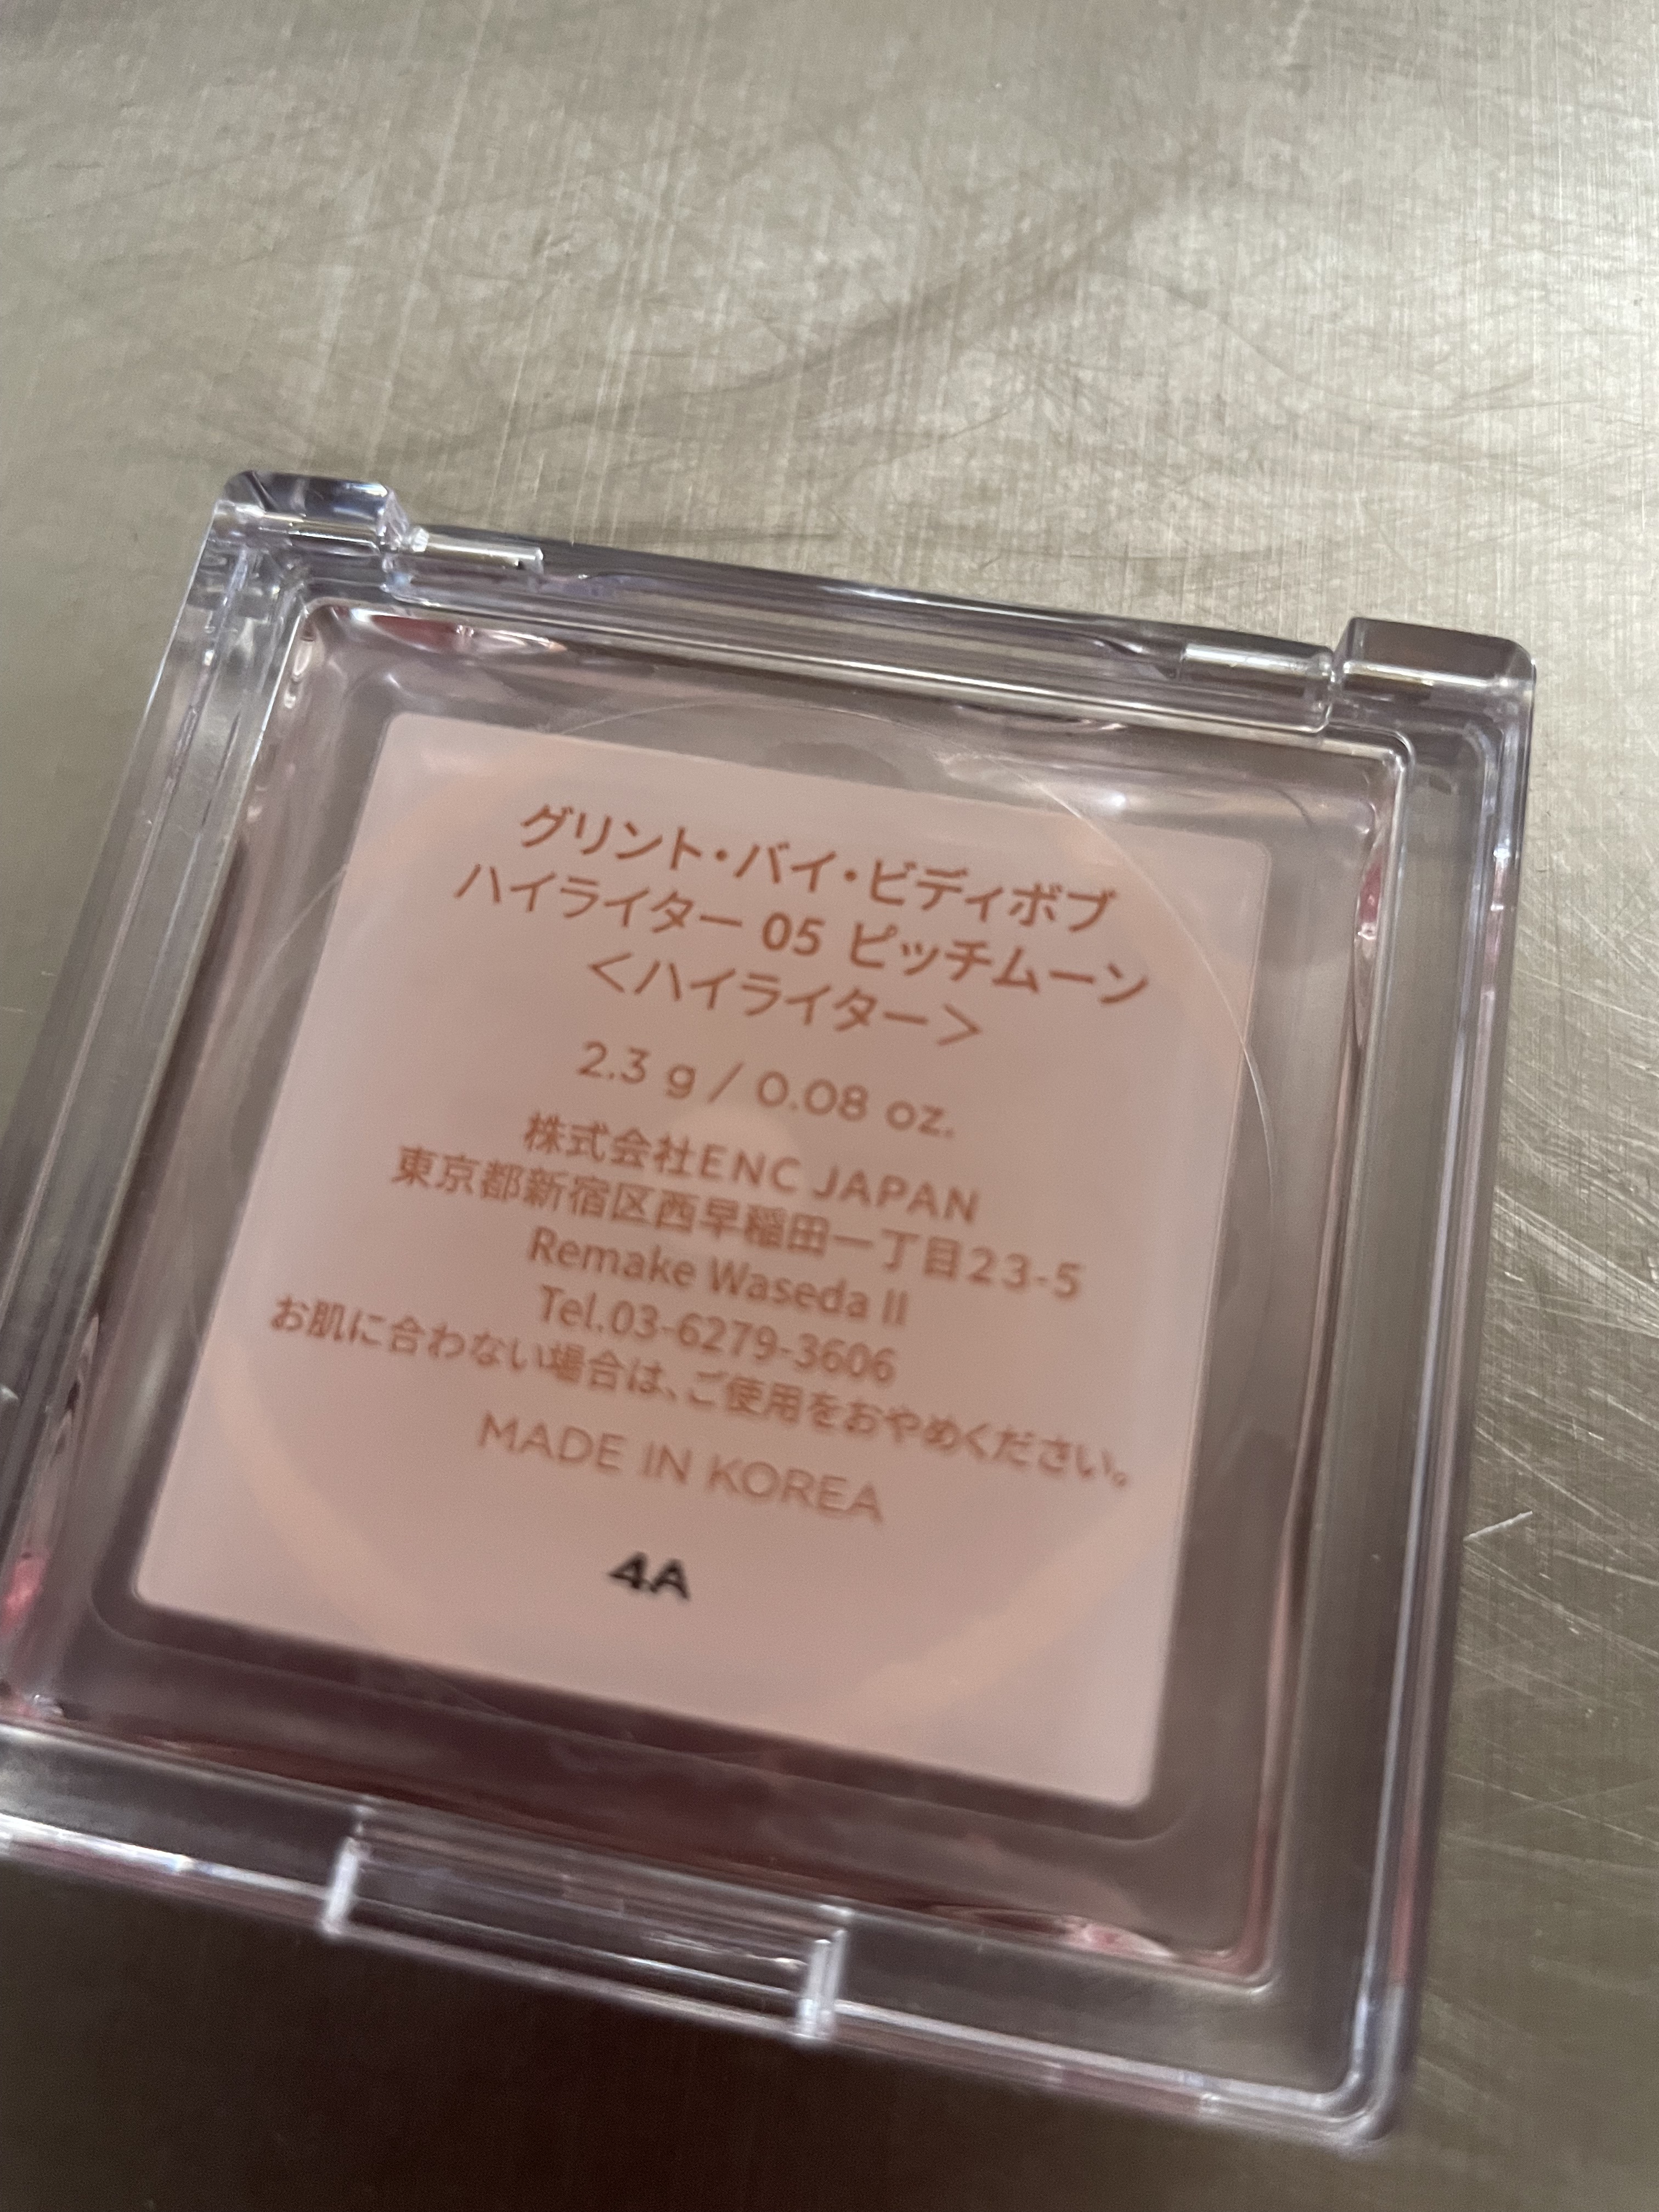 グリント・バイ・ビディボブ
ハイライター 05 ピッチムーン
＜ハイライター＞
2.3 g / 0.08 oz.
株式会社ENC JAPAN
東京都新宿区西早稲田一丁目23-5
Remake Waseda II
Tel.03-6279-3606
お肌に合わない場合は、ご使用をおやめください。
MADE IN KOREA
4A